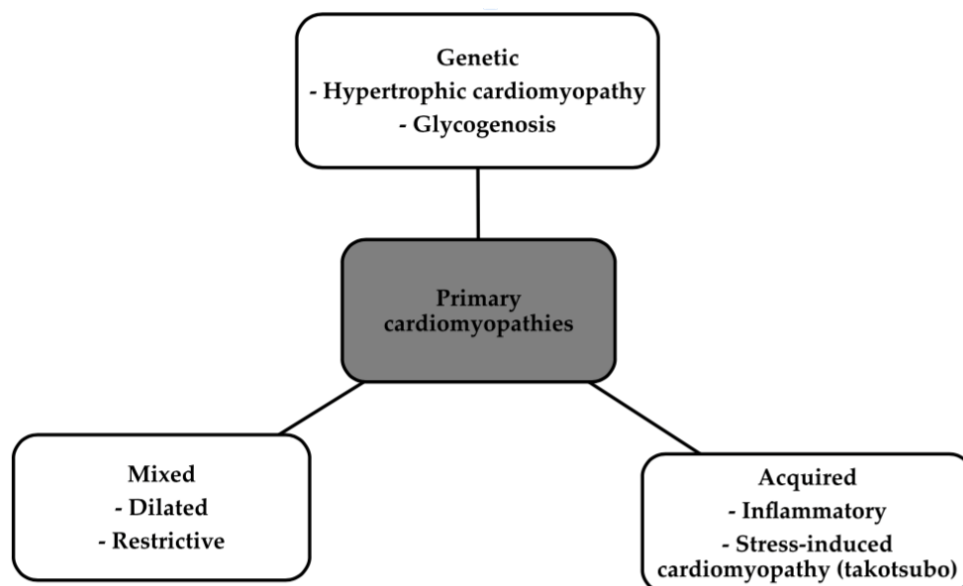 Genetic
- Hypertrophic cardiomyopathy
- Glycogenosis
Primary
cardiomyopathies
Mixed
- Dilated
- Restrictive
Acquired
- Inflammatory
- Stress-induced
cardiomyopathy (takotsubo)